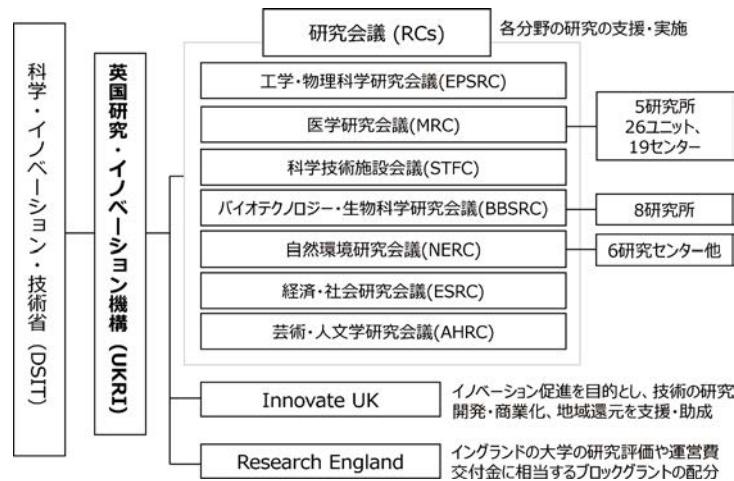 科学・イノベーション・技術省 (DSIT)
英国研究・イノベーション機構 (UKRI)
研究会議 (RCs)
各分野の研究の支援・実施
工学・物理科学研究会議(EPSRC)
医学研究会議(MRC)
5研究所
26ユニット、
19センター
科学技術施設会議(STFC)
バイオテクノロジー・生物科学研究会議(BBSRC)
8研究所
自然環境研究会議(NERC)
6研究センター他
経済・社会研究会議(ESRC)
芸術・人文学研究会議(AHRC)
Innovate UK
イノベーション促進を目的とし、技術の研究
開発・商業化、地域還元を支援・助成
Research England
イングランドの大学の研究評価や運営費
交付金に相当するブロックグラントの配分